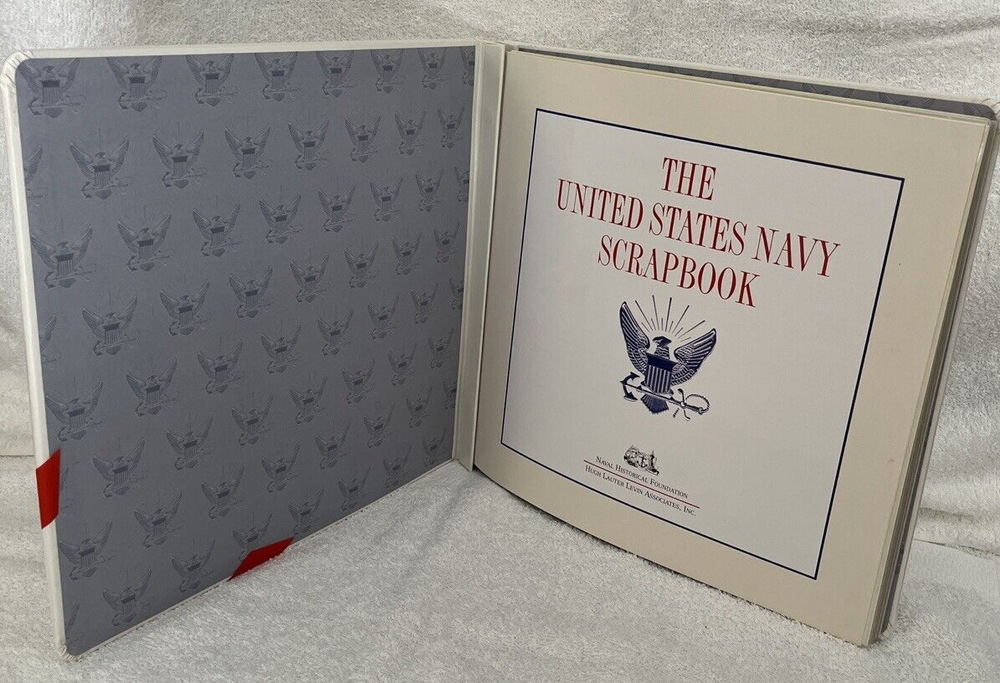 THE
UNITED STATES NAVY
SCRAPBOOK
NAVAL HISTORICAL FOUNDATION
HUGH LAUTER LEVIN ASSOCIATES, INC.